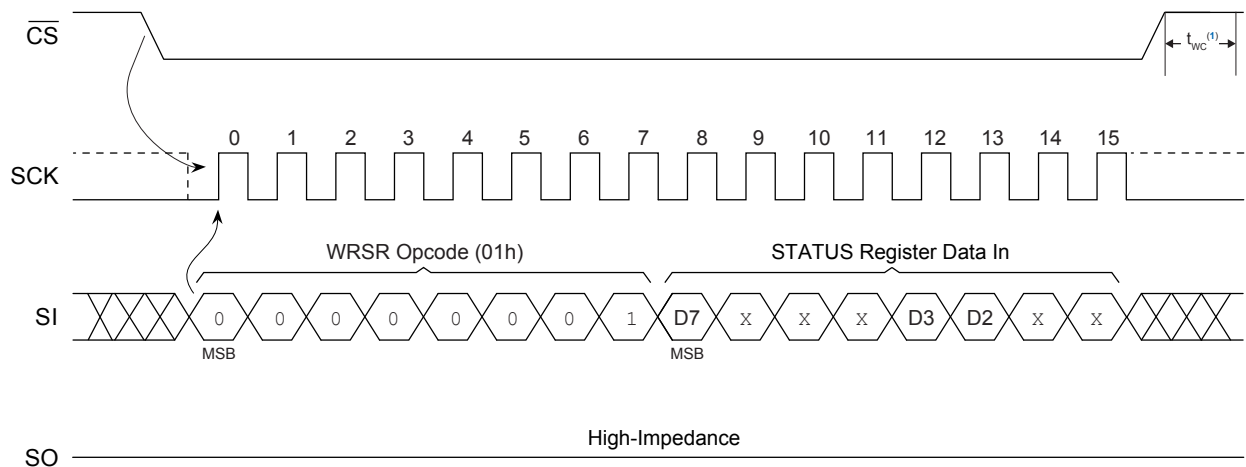 CS
t_WC(1)
0 1 2 3 4 5 6 7 8 9 10 11 12 13 14 15
SCK
WRSR Opcode (01h) STATUS Register Data In
SI 0 0 0 0 0 0 0 1 D7 X X X D3 D2 X X
MSB MSB
High-Impedance
SO